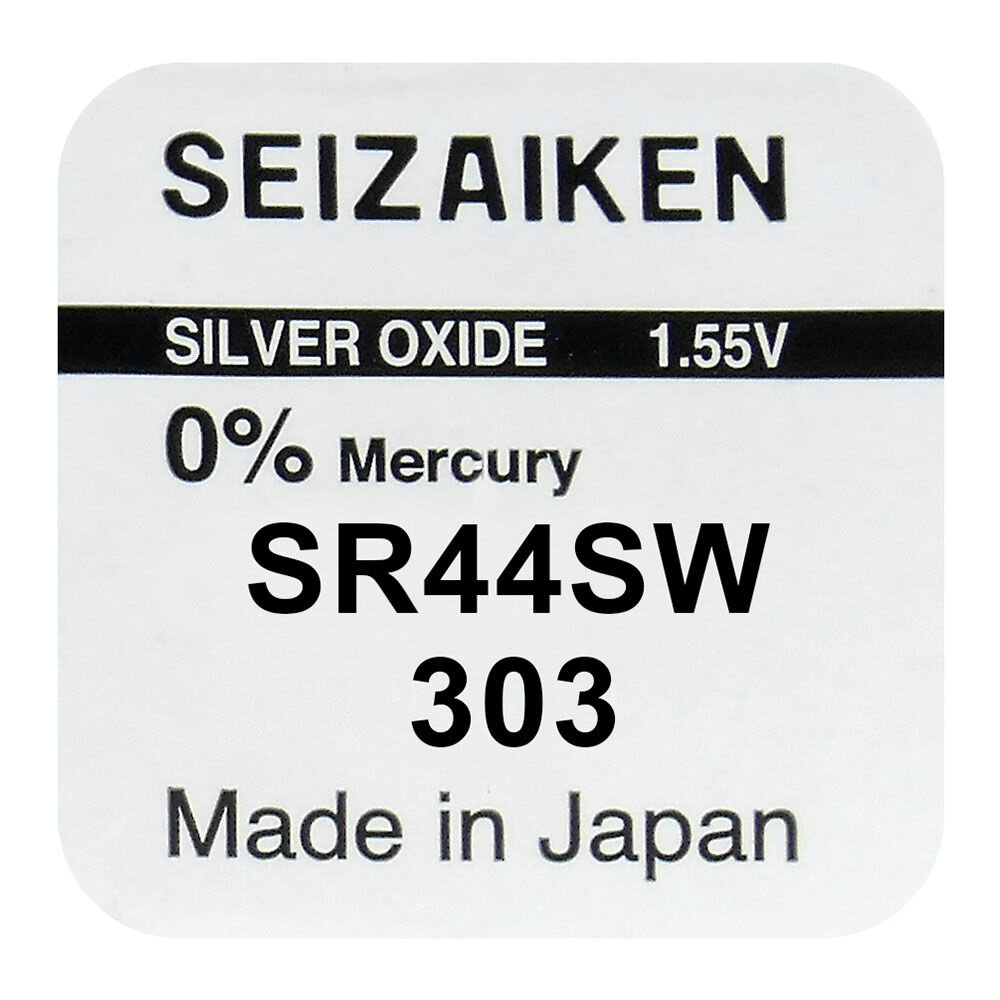 SEIZAIKEN
SILVER OXIDE 1.55V
0% Mercury
SR44SW
303
Made in Japan